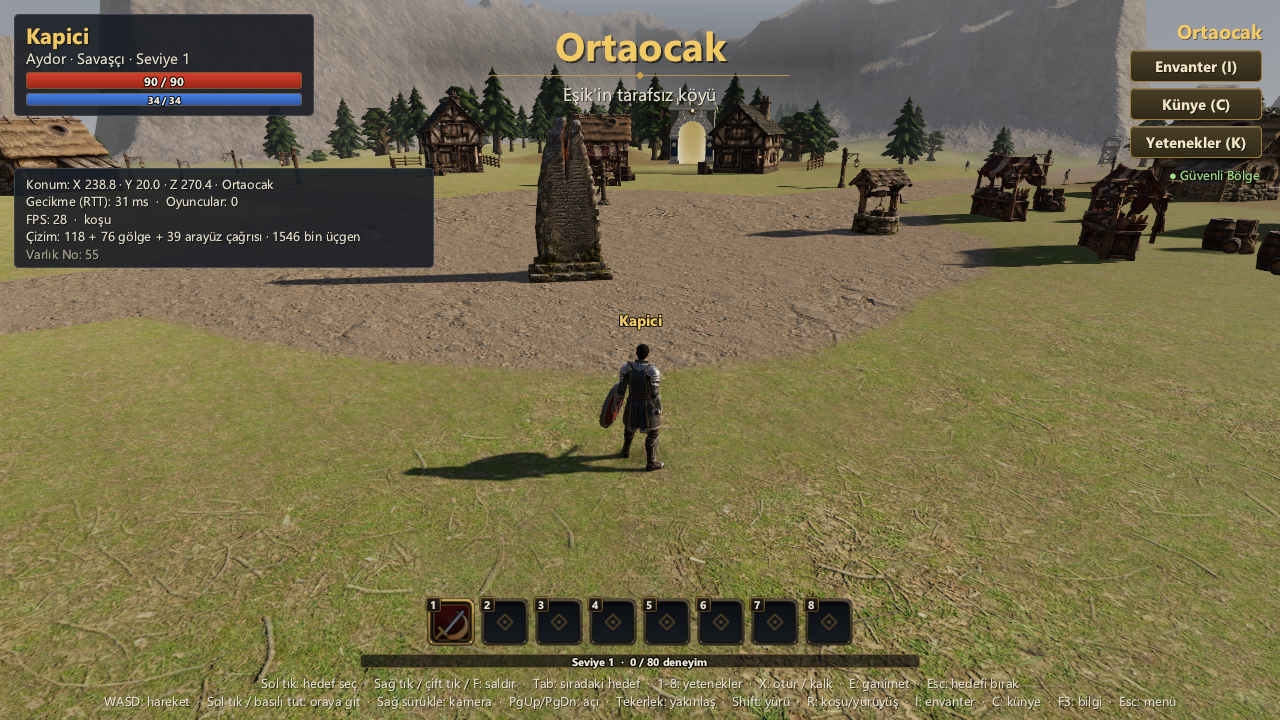 Kapici
Aydor · Savaşçı · Seviye 1
90 / 90
34 / 34
Ortaocak
Eşik'in tarafsız köyü
Ortaocak
Envanter (I)
Künye (C)
Yetenekler (K)
Güvenli Bölge
Konum: X 238.8 · Y 20.0 · Z 270.4 · Ortaocak
Gecikme (RTT): 31 ms · Oyuncular: 0
FPS: 28 · koşu
Çizim: 118 + 76 gölge + 39 arayüz çağrısı · 1546 bin üçgen
Varlık No: 55
Kapici
1 2 3 4 5 6 7 8
Seviye 1 · 0 / 80 deneyim
Sol tık: hedef seç · Sağ tık / çift tık / F: saldır · Tab: sıradaki hedef · 1-8: yetenekler · X: otur / kalk · E: ganimet · Esc: hedefi bırak
WASD: hareket · Sol tık / basılı tut: oraya git · Sağ sürükle: kamera · PgUp/PgDn: açı · Tekerlek: yakınlaş · Shift: yürü · R: koşu/yürüyüş · I: envanter · C: künye · F3: bilgi · Esc: menü